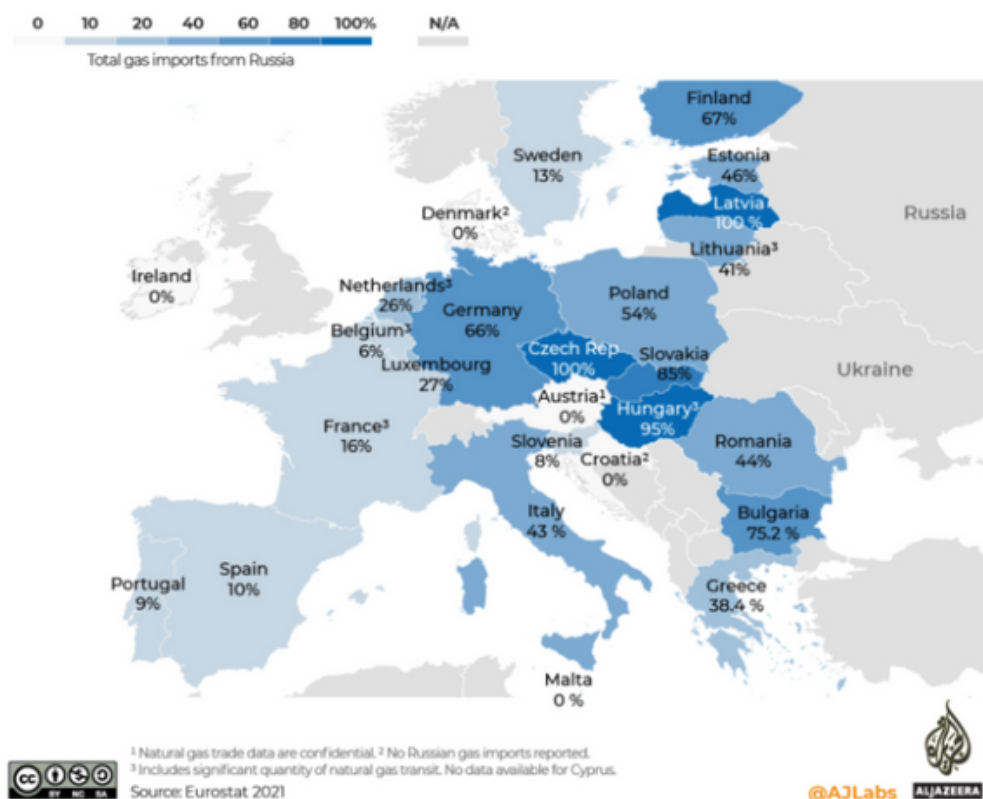 0 10 20 40 60 80 100% N/A
Total gas imports from Russia
Finland
67%
Sweden
13%
Estonia
46%
Latvia
100 %
Russia
Denmark²
0%
Lithuania³
41%
Ireland
0%
Netherlands³
26%
Germany
66%
Poland
54%
Belgium³
6%
Czech Rep
100%
Slovakia
85%
Luxembourg
27%
Ukraine
Austria¹
0%
Hungary³
95%
France³
16%
Slovenia
8%
Croatia²
0%
Romania
44%
Italy
43 %
Bulgaria
75.2 %
Portugal
9%
Spain
10%
Greece
38.4 %
Malta
0 %
¹ Natural gas trade data are confidential. ² No Russian gas imports reported.
³ Includes significant quantity of natural gas transit. No data available for Cyprus.
Source: Eurostat 2021
cc
BY NC SA
@AJLabs
ALJAZEERA